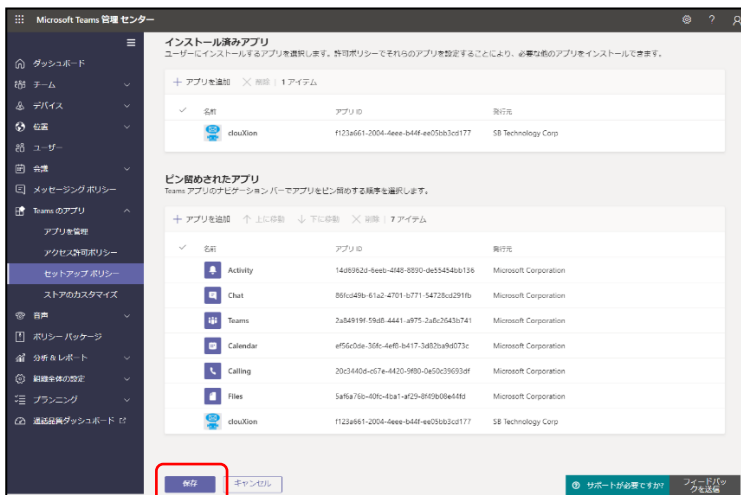 Microsoft Teams 管理センター
?
ダッシュボード
チーム
デバイス
位置
ユーザー
会議
メッセージング ポリシー
Teams のアプリ
アプリを管理
アクセス許可ポリシー
セットアップ ポリシー
ストアのカスタマイズ
音声
ポリシー パッケージ
分析 & レポート
組織全体の設定
プランニング
通話品質ダッシュボード
インストール済みアプリ
ユーザーにインストールするアプリを選択します。許可ポリシーでそれらのアプリを設定することにより、必要な他のアプリをインストールできます。
+ アプリを追加 × 削除 | 1 アイテム
✓ 名前 アプリ ID 発行元
clouXion f123a661-2004-4eee-b44f-ee05bb3cd177 SB Technology Corp
ピン留めされたアプリ
Teams アプリのナビゲーション バーでアプリをピン留めする順序を選択します。
+ アプリを追加 ↑ 上に移動 ↓ 下に移動 × 削除 | 7 アイテム
✓ 名前 アプリ ID 発行元
Activity 14d6962d-6eeb-4f48-8890-de55454bb136 Microsoft Corporation
Chat 86fcd49b-61a2-4701-b771-54728cd291fb Microsoft Corporation
Teams 2a84919f-59d8-4441-a975-2a8c2643b741 Microsoft Corporation
Calendar ef56c0de-36fc-4ef8-b417-3d82ba9d073c Microsoft Corporation
Calling 20c3440d-c67e-4420-9f80-0e50c39693df Microsoft Corporation
Files 5af6a76b-40fc-4ba1-af29-8f49b08e44fd Microsoft Corporation
clouXion f123a661-2004-4eee-b44f-ee05bb3cd177 SB Technology Corp
保存 キャンセル
サポートが必要ですか?
フィードバッ
クを送信